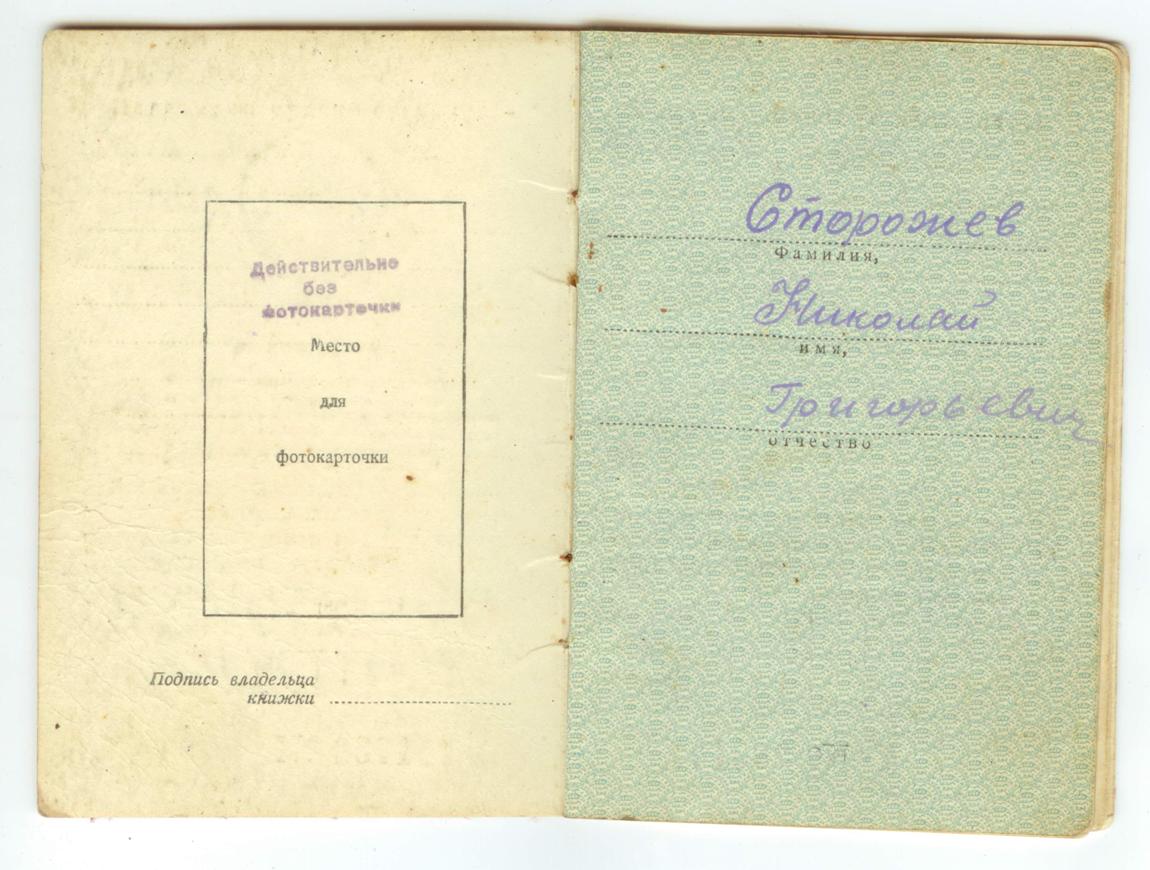 Действительно
без
фотокарточки
Место
для
фотокарточки
Подпись владельца
книжки
Сторожев
Фамилия,
Николай
имя,
Григорьевич
отчество